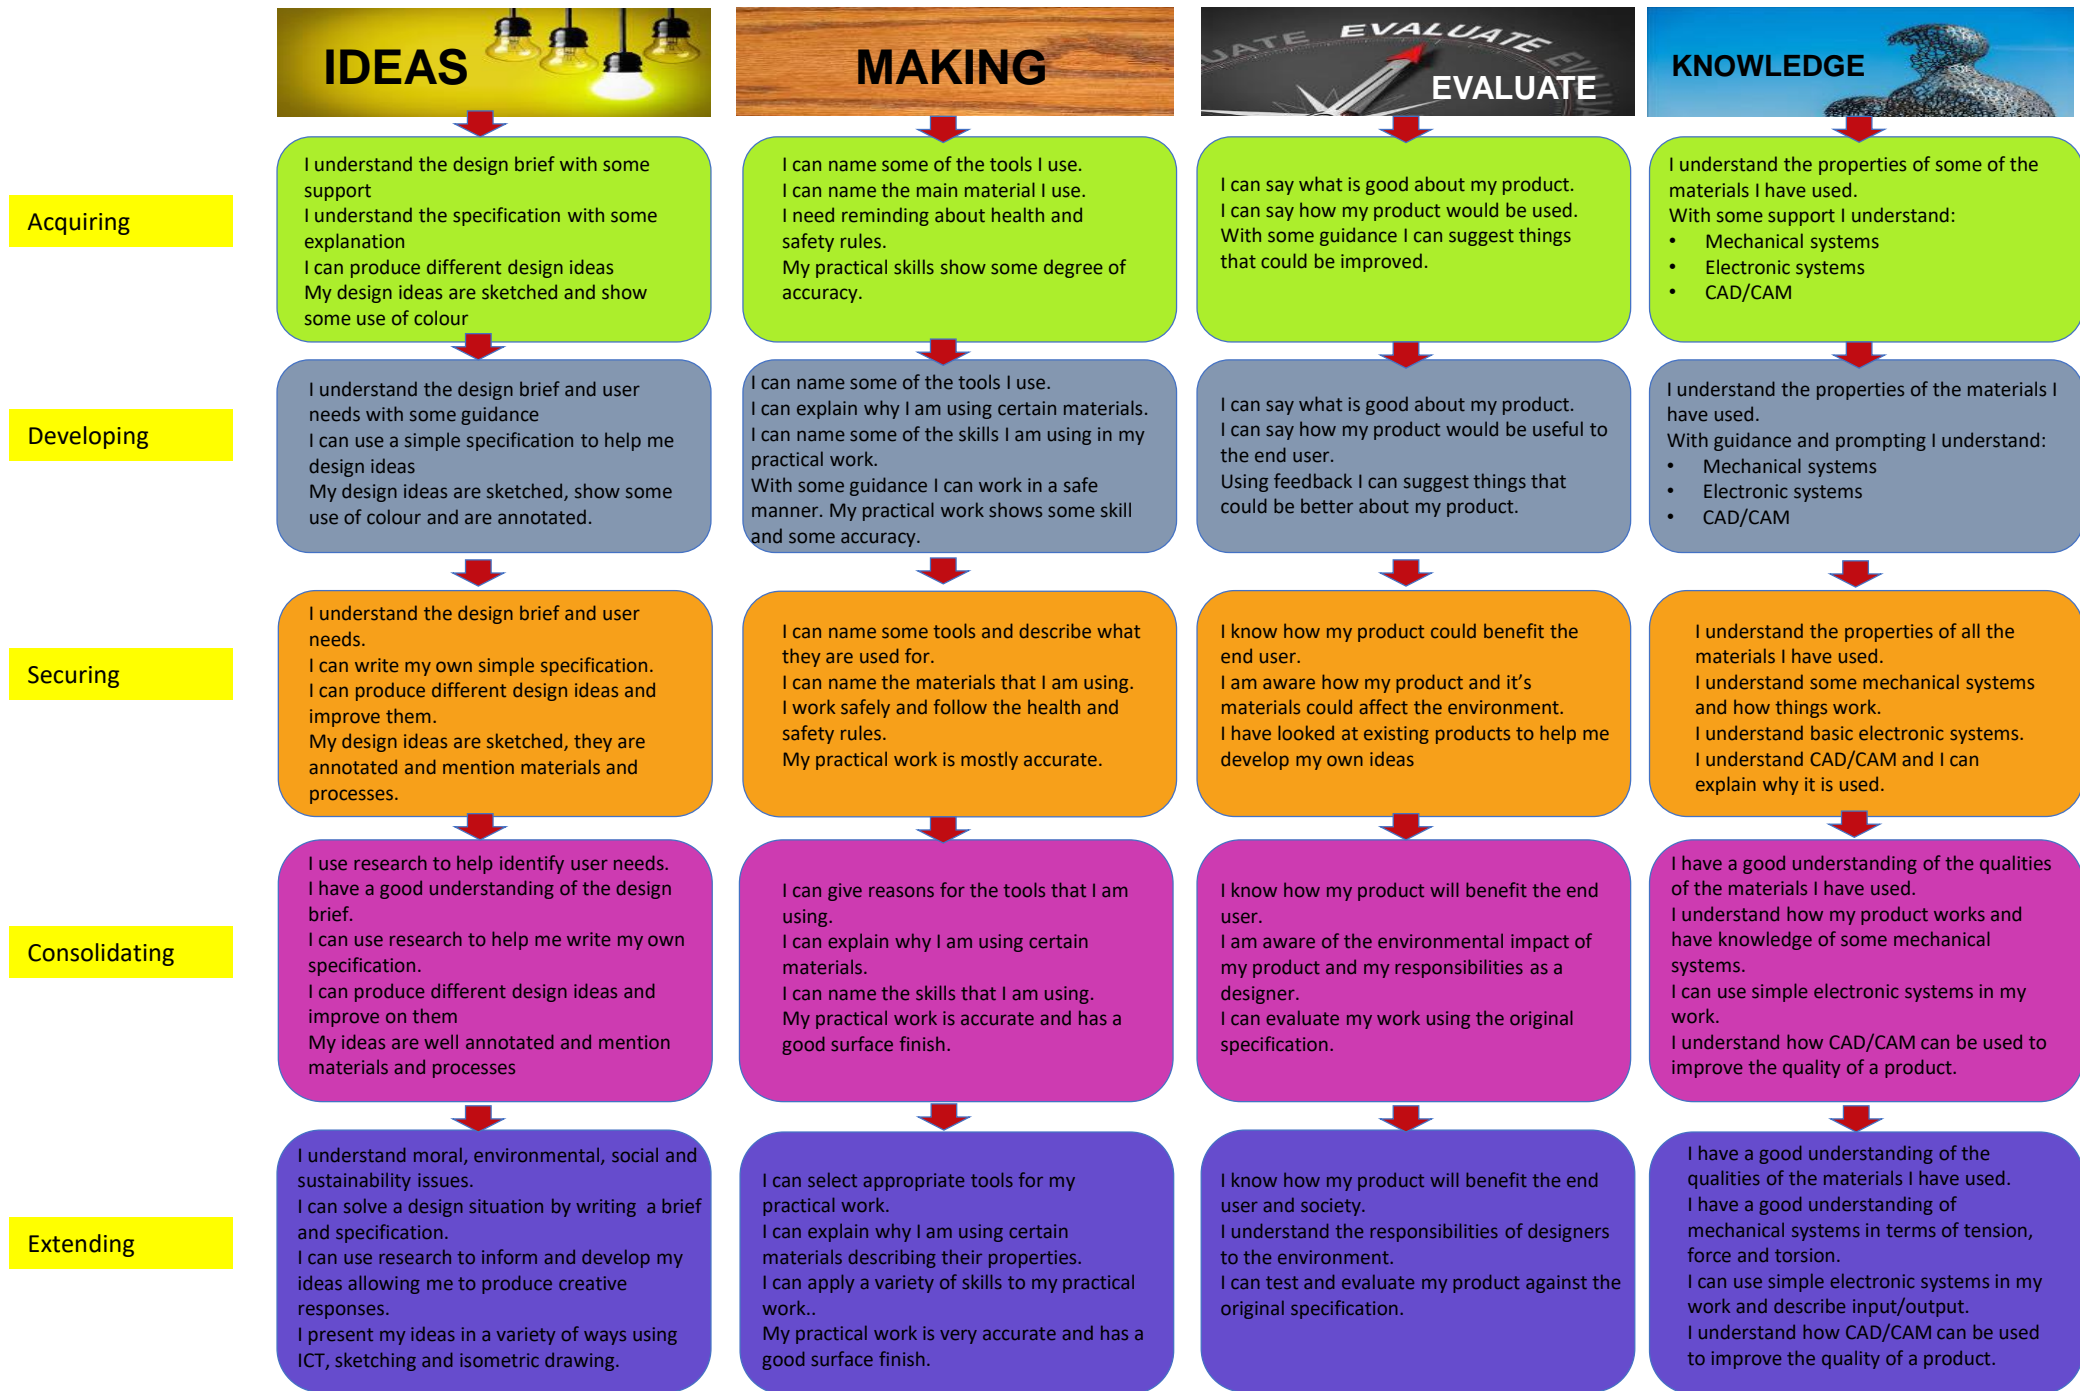 IDEAS
MAKING
EVALUATE
EVALUATE
KNOWLEDGE
Acquiring
I understand the design brief with some
support
I understand the specification with some
explanation
I can produce different design ideas
My design ideas are sketched and show
some use of colour
I can name some of the tools I use.
I can name the main material I use.
I need reminding about health and
safety rules.
My practical skills show some degree of
accuracy.
I can say what is good about my product.
I can say how my product would be used.
With some guidance I can suggest things
that could be improved.
I understand the properties of some of the
materials I have used.
With some support I understand:
• Mechanical systems
• Electronic systems
• CAD/CAM
Developing
I understand the design brief and user
needs with some guidance
I can use a simple specification to help me
design ideas
My design ideas are sketched, show some
use of colour and are annotated.
I can name some of the tools I use.
I can explain why I am using certain materials.
I can name some of the skills I am using in my
practical work.
With some guidance I can work in a safe
manner. My practical work shows some skill
and some accuracy.
I can say what is good about my product.
I can say how my product would be useful to
the end user.
Using feedback I can suggest things that
could be better about my product.
I understand the properties of the materials I
have used.
With guidance and prompting I understand:
• Mechanical systems
• Electronic systems
• CAD/CAM
Securing
I understand the design brief and user
needs.
I can write my own simple specification.
I can produce different design ideas and
improve them.
My design ideas are sketched, they are
annotated and mention materials and
processes.
I can name some tools and describe what
they are used for.
I can name the materials that I am using.
I work safely and follow the health and
safety rules.
My practical work is mostly accurate.
I know how my product could benefit the
end user.
I am aware how my product and it’s
materials could affect the environment.
I have looked at existing products to help me
develop my own ideas
I understand the properties of all the
materials I have used.
I understand some mechanical systems
and how things work.
I understand basic electronic systems.
I understand CAD/CAM and I can
explain why it is used.
Consolidating
I use research to help identify user needs.
I have a good understanding of the design
brief.
I can use research to help me write my own
specification.
I can produce different design ideas and
improve on them
My ideas are well annotated and mention
materials and processes
I can give reasons for the tools that I am
using.
I can explain why I am using certain
materials.
I can name the skills that I am using.
My practical work is accurate and has a
good surface finish.
I know how my product will benefit the end
user.
I am aware of the environmental impact of
my product and my responsibilities as a
designer.
I can evaluate my work using the original
specification.
I have a good understanding of the qualities
of the materials I have used.
I understand how my product works and
have knowledge of some mechanical
systems.
I can use simple electronic systems in my
work.
I understand how CAD/CAM can be used to
improve the quality of a product.
Extending
I understand moral, environmental, social and
sustainability issues.
I can solve a design situation by writing a brief
and specification.
I can use research to inform and develop my
ideas allowing me to produce creative
responses.
I present my ideas in a variety of ways using
ICT, sketching and isometric drawing.
I can select appropriate tools for my
practical work.
I can explain why I am using certain
materials describing their properties.
I can apply a variety of skills to my practical
work..
My practical work is very accurate and has a
good surface finish.
I know how my product will benefit the end
user and society.
I understand the responsibilities of designers
to the environment.
I can test and evaluate my product against the
original specification.
I have a good understanding of the
qualities of the materials I have used.
I have a good understanding of
mechanical systems in terms of tension,
force and torsion.
I can use simple electronic systems in my
work and describe input/output.
I understand how CAD/CAM can be used
to improve the quality of a product.